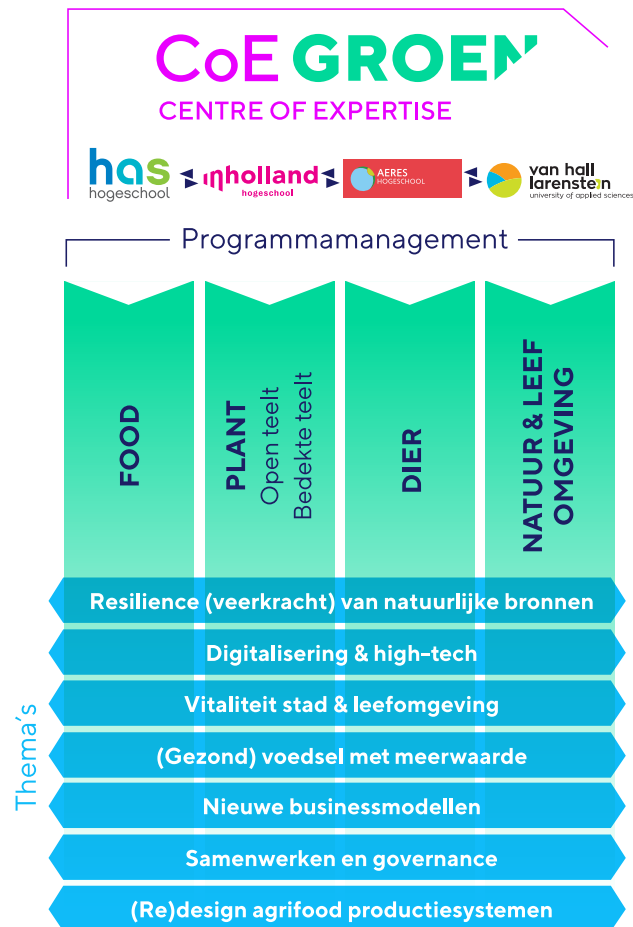 CoE GROEN
CENTRE OF EXPERTISE
has
hogeschool
inholland
hogeschool
AERES
HOGESCHOOL
van hall
larenstein
university of applied sciences
Programmamanagement
FOOD
PLANT
Open teelt
Bedekte teelt
DIER
NATUUR & LEEF
OMGEVING
Thema's
Resilience (veerkracht) van natuurlijke bronnen
Digitalisering & high-tech
Vitaliteit stad & leefomgeving
(Gezond) voedsel met meerwaarde
Nieuwe businessmodellen
Samenwerken en governance
(Re)design agrifood productiesystemen